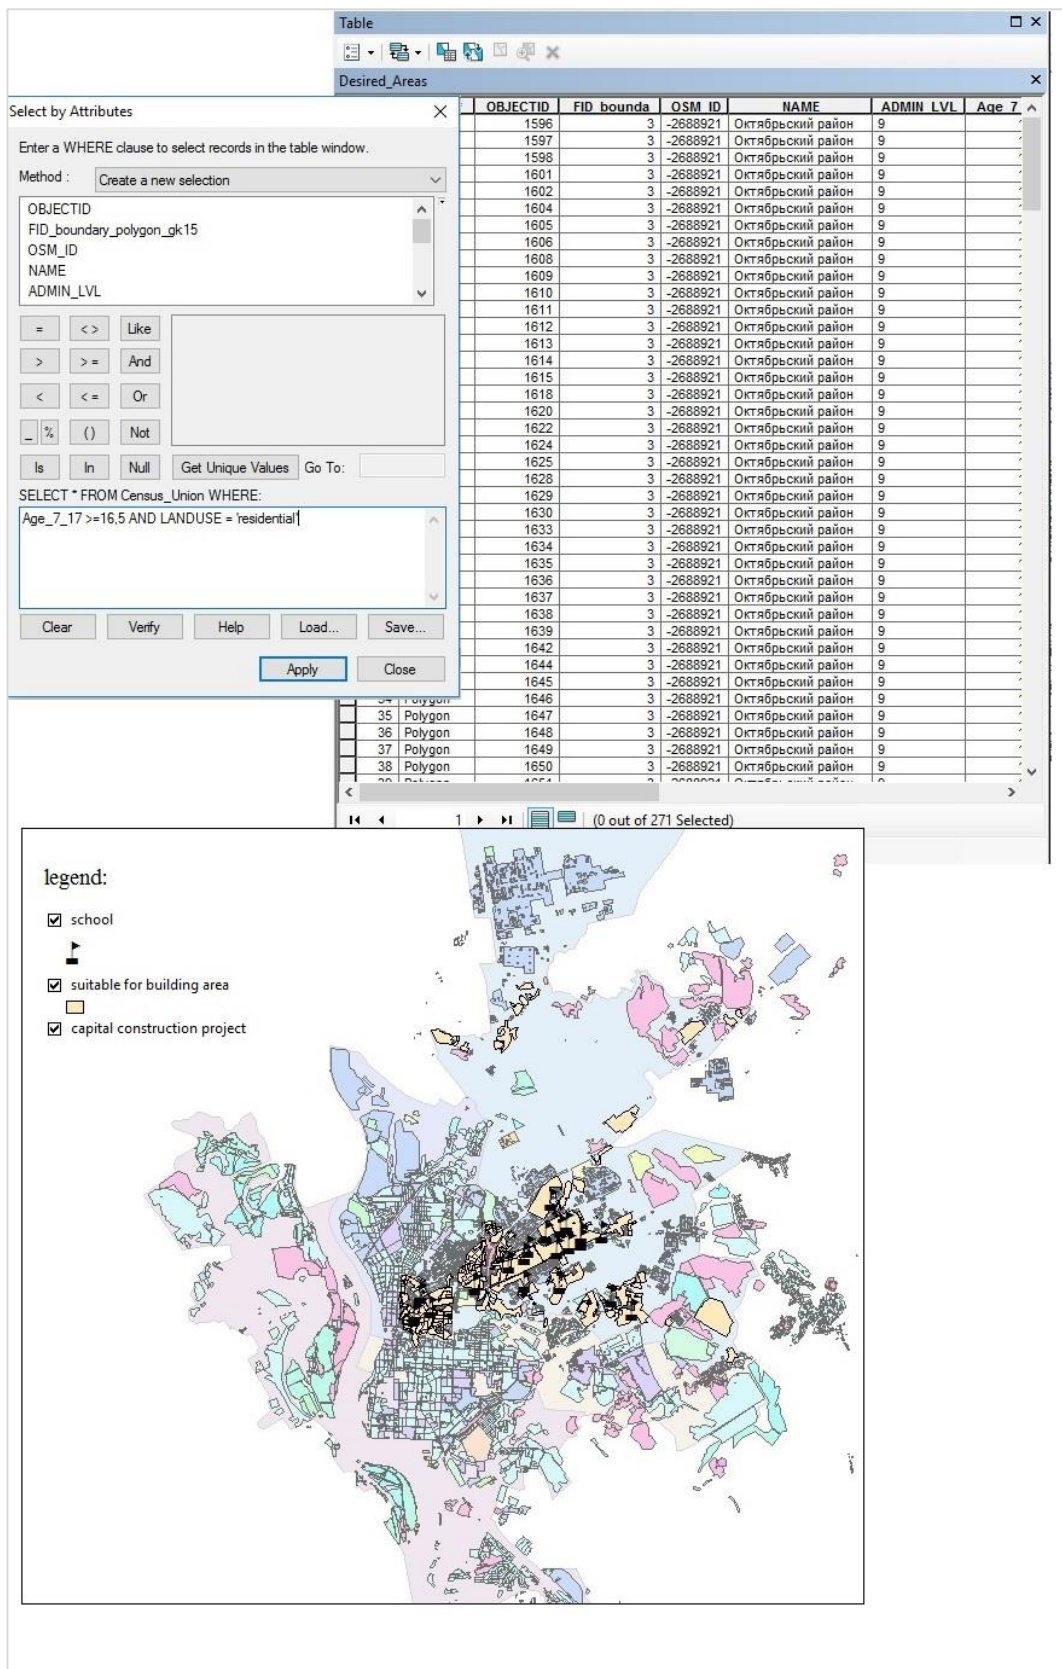 Table
Desired_Areas
OBJECTID FID_bounda OSM_ID NAME ADMIN_LVL Age_7_
1596 3 -2688921 Октябрьский район 9
1597 3 -2688921 Октябрьский район 9
1598 3 -2688921 Октябрьский район 9
1601 3 -2688921 Октябрьский район 9
1602 3 -2688921 Октябрьский район 9
1604 3 -2688921 Октябрьский район 9
1605 3 -2688921 Октябрьский район 9
1606 3 -2688921 Октябрьский район 9
1608 3 -2688921 Октябрьский район 9
1609 3 -2688921 Октябрьский район 9
1610 3 -2688921 Октябрьский район 9
1611 3 -2688921 Октябрьский район 9
1612 3 -2688921 Октябрьский район 9
1613 3 -2688921 Октябрьский район 9
1614 3 -2688921 Октябрьский район 9
1615 3 -2688921 Октябрьский район 9
1618 3 -2688921 Октябрьский район 9
1620 3 -2688921 Октябрьский район 9
1622 3 -2688921 Октябрьский район 9
1624 3 -2688921 Октябрьский район 9
1625 3 -2688921 Октябрьский район 9
1628 3 -2688921 Октябрьский район 9
1629 3 -2688921 Октябрьский район 9
1630 3 -2688921 Октябрьский район 9
1633 3 -2688921 Октябрьский район 9
1634 3 -2688921 Октябрьский район 9
1635 3 -2688921 Октябрьский район 9
1636 3 -2688921 Октябрьский район 9
1637 3 -2688921 Октябрьский район 9
1638 3 -2688921 Октябрьский район 9
1639 3 -2688921 Октябрьский район 9
1642 3 -2688921 Октябрьский район 9
1644 3 -2688921 Октябрьский район 9
1645 3 -2688921 Октябрьский район 9
1646 3 -2688921 Октябрьский район 9
35 Polygon 1647 3 -2688921 Октябрьский район 9
36 Polygon 1648 3 -2688921 Октябрьский район 9
37 Polygon 1649 3 -2688921 Октябрьский район 9
38 Polygon 1650 3 -2688921 Октябрьский район 9
1 (0 out of 271 Selected)
Select by Attributes
Enter a WHERE clause to select records in the table window.
Method : Create a new selection
OBJECTID
FID_boundary_polygon_gk15
OSM_ID
NAME
ADMIN_LVL
= < > Like
> > = And
< < = Or
_ % ( ) Not
Is In Null Get Unique Values Go To:
SELECT * FROM Census_Union WHERE:
Age_7_17 >=16,5 AND LANDUSE = 'residential'
Clear Verify Help Load... Save...
Apply Close
legend:
school
suitable for building area
capital construction project